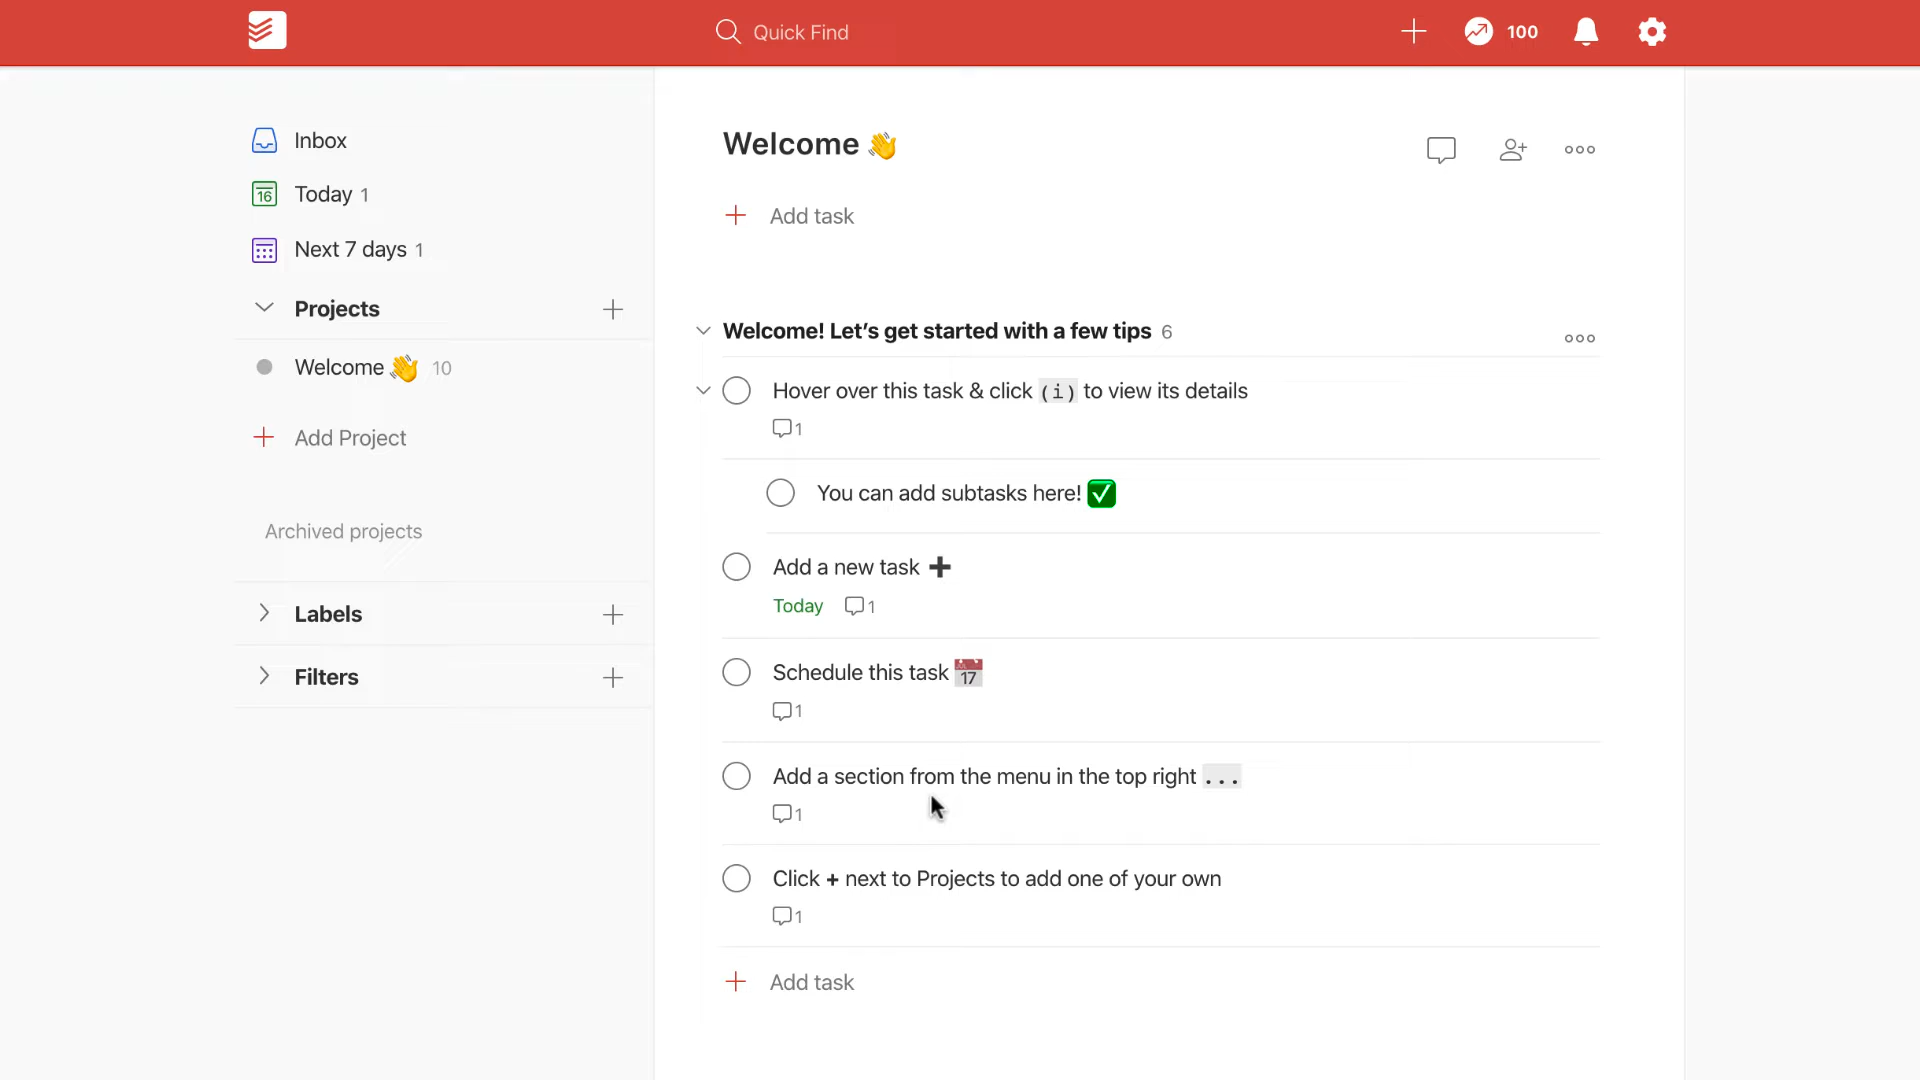 Quick Find
100
Inbox
16
Today 1
Next 7 days 1
Projects
Welcome 👋 10
Add Project
Archived projects
Labels
Filters
Welcome 👋
Add task
Welcome! Let’s get started with a few tips 6
Hover over this task & click (i) to view its details
1
You can add subtasks here! ✅
Add a new task ➕
Today 1
Schedule this task 📅 17
1
Add a section from the menu in the top right ...
1
Click + next to Projects to add one of your own
1
Add task